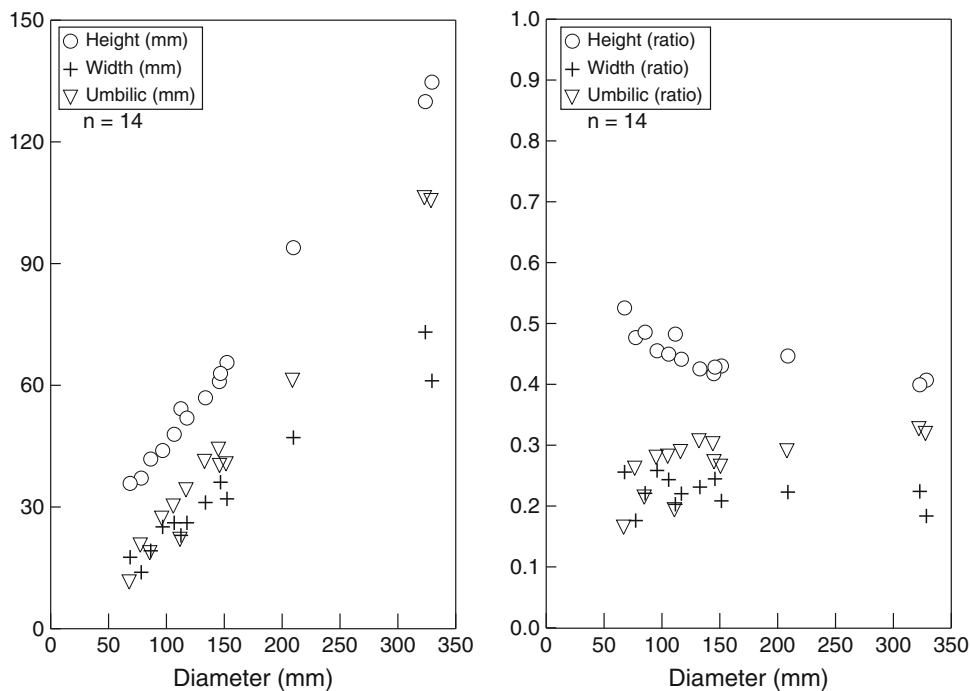 150
120
90
60
30
0
Height (mm)
Width (mm)
Umbilic (mm)
n = 14
0 50 100 150 200 250 300 350
Diameter (mm)
1.0
0.9
0.8
0.7
0.6
0.5
0.4
0.3
0.2
0.1
0.0
Height (ratio)
Width (ratio)
Umbilic (ratio)
n = 14
0 50 100 150 200 250 300 350
Diameter (mm)